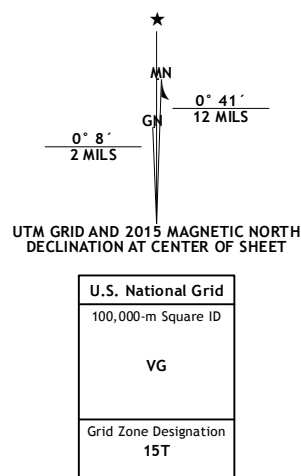 ★
MN
0° 41´
12 MILS
GN
0° 8´
2 MILS
UTM GRID AND 2015 MAGNETIC NORTH
DECLINATION AT CENTER OF SHEET
U.S. National Grid
100,000-m Square ID
VG
Grid Zone Designation
15T